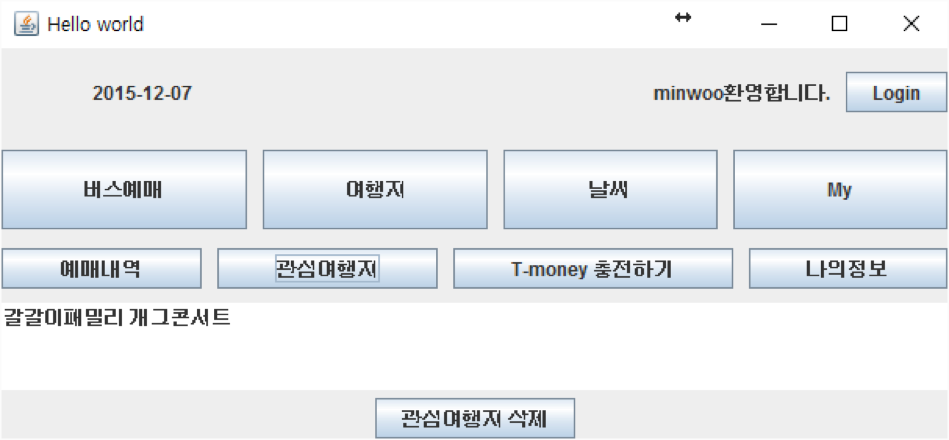 Hello world
2015-12-07 minwoo환영합니다. Login
버스예매 여행지 날씨 My
예매내역 관심여행지 T-money 충전하기 나의정보
갈갈이패밀리 개그콘서트
관심여행지 삭제